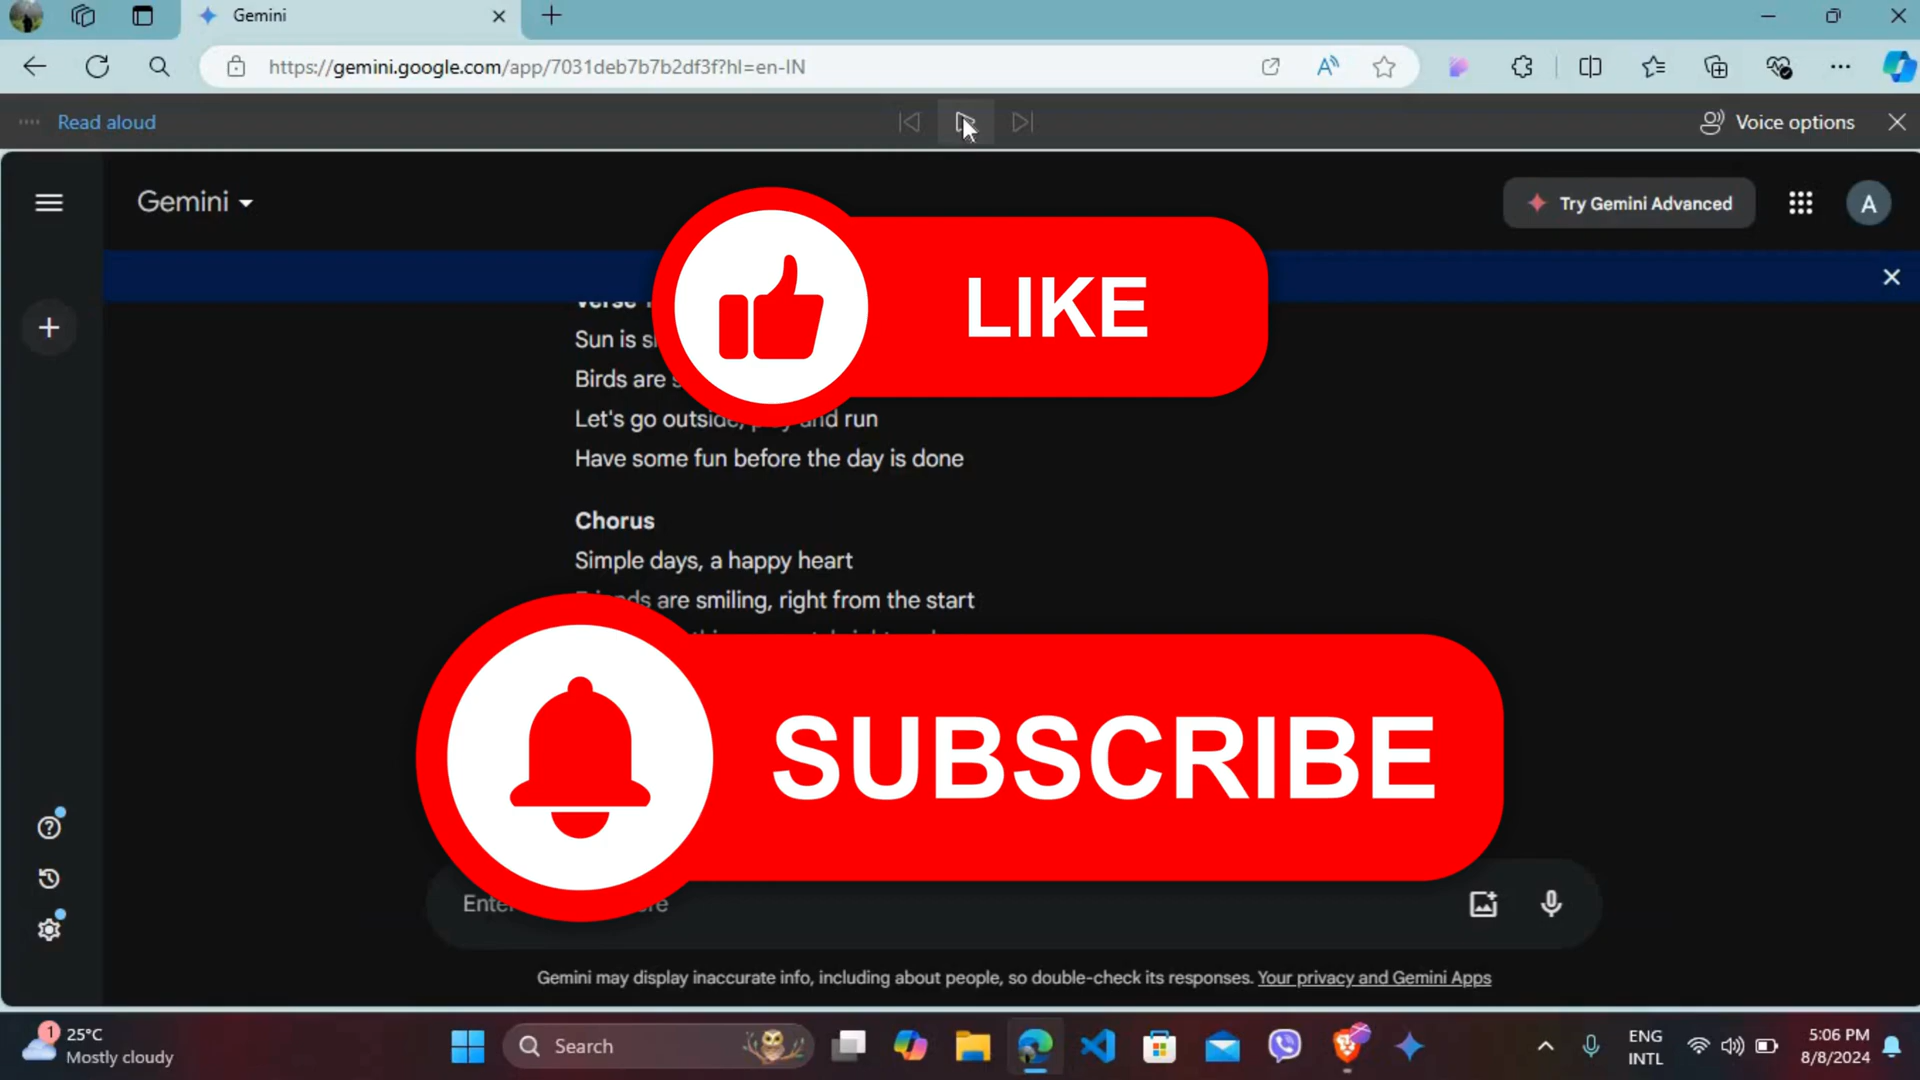 Gemini
https://gemini.google.com/app/7031deb7b7b2df3f?hl=en-IN
Read aloud
Voice options
Gemini
Try Gemini Advanced
A
LIKE
Verse
Sun is
Birds are
Let's go outside, and run
Have some fun before the day is done
Chorus
Simple days, a happy heart
Friends are smiling, right from the start
SUBSCRIBE
Gemini may display inaccurate info, including about people, so double-check its responses. Your privacy and Gemini Apps
1
25°C
Mostly cloudy
Search
ENG
INTL
5:06 PM
8/8/2024